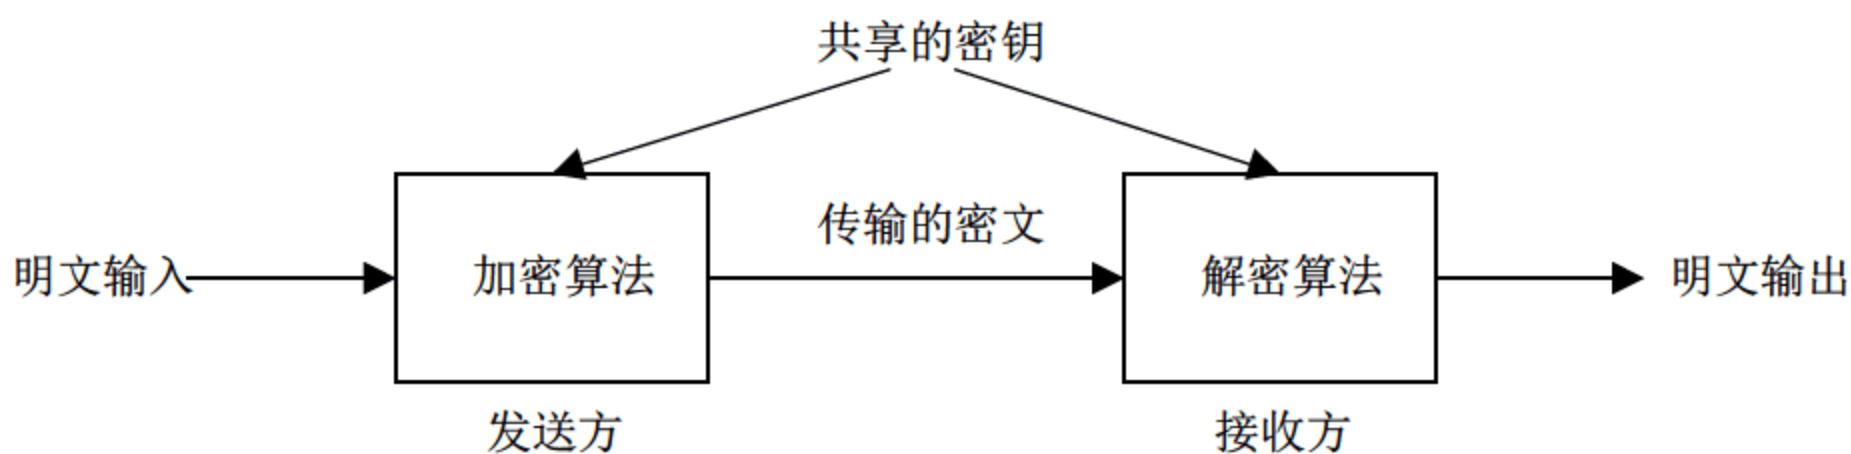 共享的密钥
传输的密文
明文输入
加密算法
解密算法
明文输出
发送方
接收方